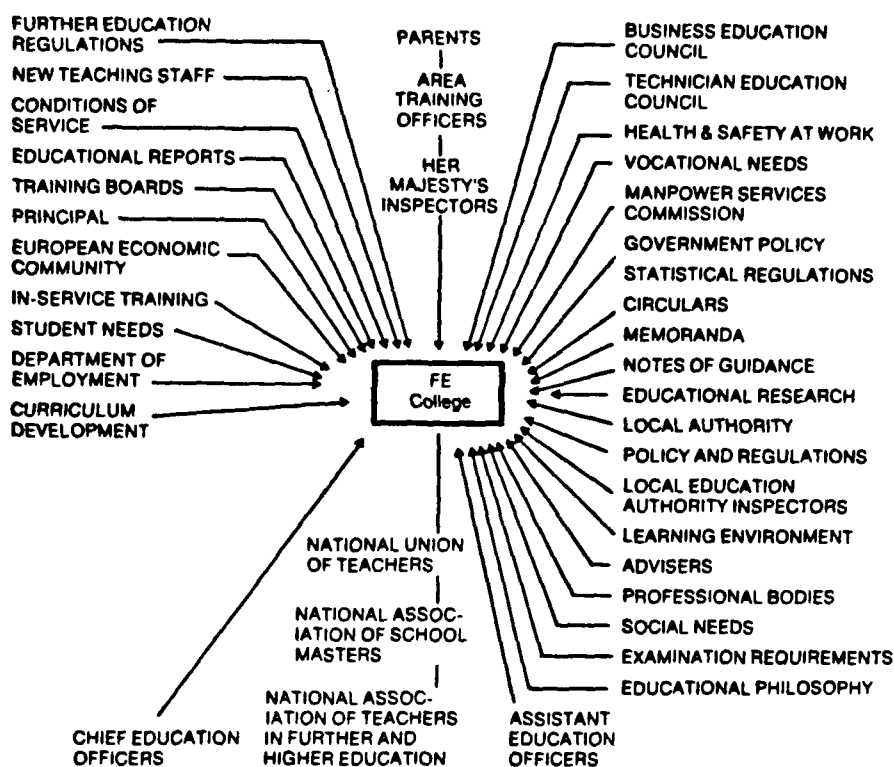 FURTHER EDUCATION
REGULATIONS
NEW TEACHING STAFF
CONDITIONS OF
SERVICE
EDUCATIONAL REPORTS
TRAINING BOARDS
PRINCIPAL
EUROPEAN ECONOMIC
COMMUNITY
IN-SERVICE TRAINING
STUDENT NEEDS
DEPARTMENT OF
EMPLOYMENT
CURRICULUM
DEVELOPMENT
PARENTS
AREA
TRAINING
OFFICERS
HER
MAJESTY'S
INSPECTORS
BUSINESS EDUCATION
COUNCIL
TECHNICIAN EDUCATION
COUNCIL
HEALTH & SAFETY AT WORK
VOCATIONAL NEEDS
MANPOWER SERVICES
COMMISSION
GOVERNMENT POLICY
STATISTICAL REGULATIONS
CIRCULARS
MEMORANDA
NOTES OF GUIDANCE
EDUCATIONAL RESEARCH
LOCAL AUTHORITY
POLICY AND REGULATIONS
LOCAL EDUCATION
AUTHORITY INSPECTORS
LEARNING ENVIRONMENT
ADVISERS
PROFESSIONAL BODIES
SOCIAL NEEDS
EXAMINATION REQUIREMENTS
EDUCATIONAL PHILOSOPHY
FE
College
NATIONAL UNION
OF TEACHERS
NATIONAL ASSOC-
IATION OF SCHOOL
MASTERS
NATIONAL ASSOC-
IATION OF TEACHERS
IN FURTHER AND
HIGHER EDUCATION
CHIEF EDUCATION
OFFICERS
ASSISTANT
EDUCATION
OFFICERS